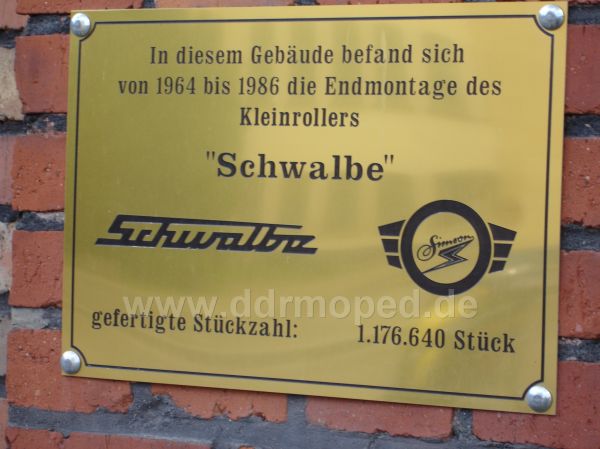 In diesem Gebäude befand sich
von 1964 bis 1986 die Endmontage des
Kleinrollers
"Schwalbe"
Schwalbe
Simson
www.ddrmoped.de
gefertigte Stückzahl: 1.176.640 Stück